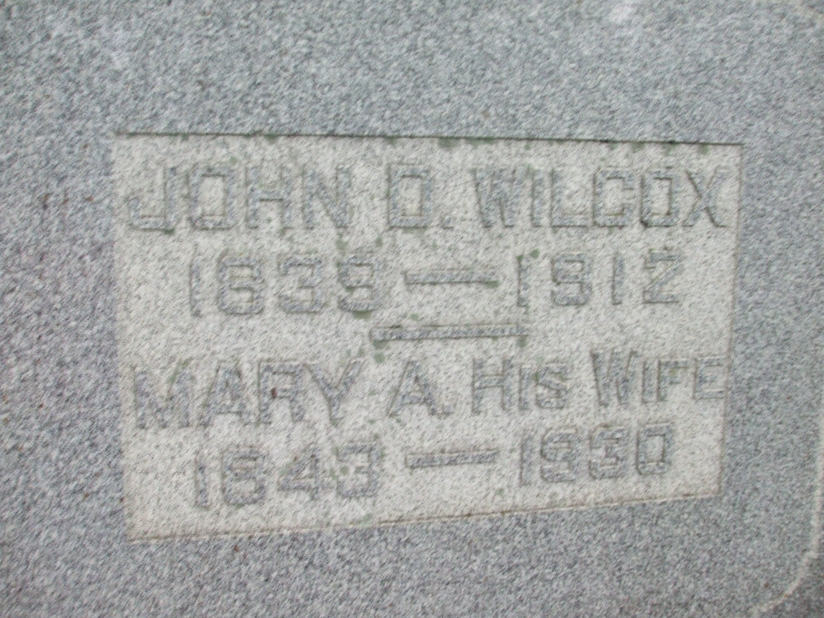 JOHN D. WILCOX
1839 — 1912
MARY A. HIS WIFE
1843 — 1930